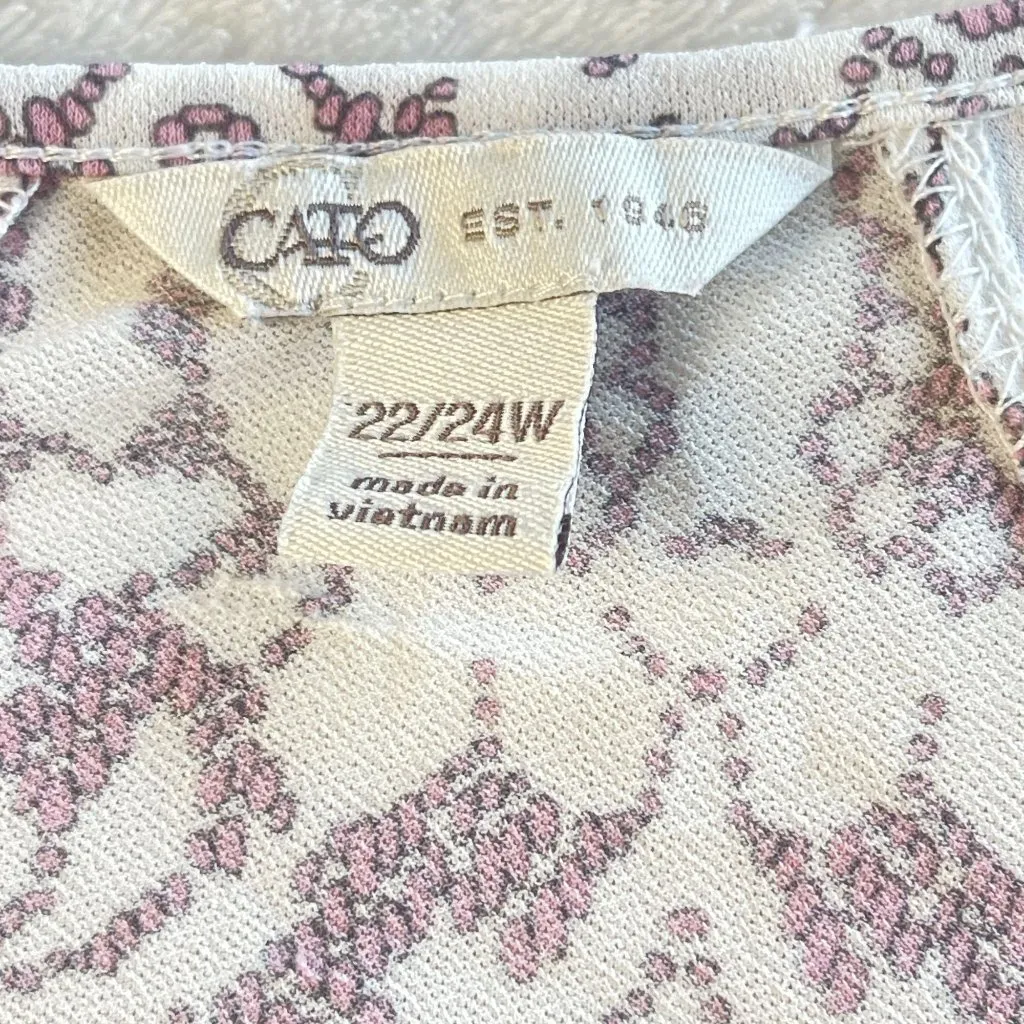 CATO EST. 1946
22/24W
made in
vietnam